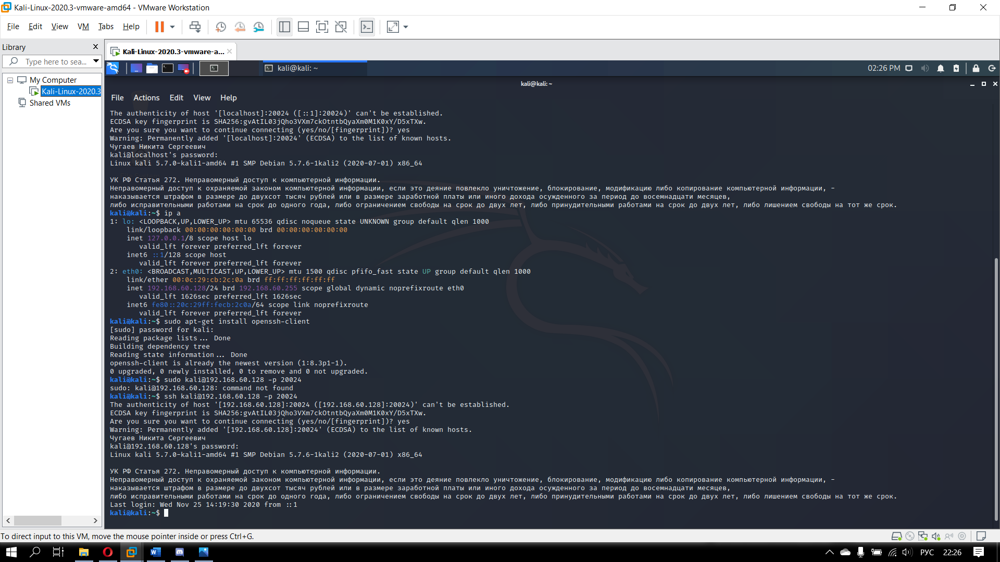 Kali-Linux-2020.3-vmware-amd64 - VMware Workstation
File Edit View VM Tabs Help
Library
Type here to sea...
My Computer
Kali-Linux-2020.3
Shared VMs
Kali-Linux-2020.3-vmware-a...
kali@kali: ~
02:26 PM
kali@kali: ~
File Actions Edit View Help
The authenticity of host '[localhost]:20024 ([::1]:20024)' can't be established.
ECDSA key fingerprint is SHA256:gvAtIL03jQho3VXm7ckOtntbQyaXm0M1K0xY/D5xTXw.
Are you sure you want to continue connecting (yes/no/[fingerprint])? yes
Warning: Permanently added '[localhost]:20024' (ECDSA) to the list of known hosts.
Чугаев Никита Сергеевич
kali@localhost's password:
Linux kali 5.7.0-kali1-amd64 #1 SMP Debian 5.7.6-1kali2 (2020-07-01) x86_64
УК РФ Статья 272. Неправомерный доступ к компьютерной информации.
Неправомерный доступ к охраняемой законом компьютерной информации, если это деяние повлекло уничтожение, блокирование, модификацию либо копирование компьютерной информации, -
наказывается штрафом в размере до двухсот тысяч рублей или в размере заработной платы или иного дохода осужденного за период до восемнадцати месяцев,
либо исправительными работами на срок до одного года, либо ограничением свободы на срок до двух лет, либо принудительными работами на срок до двух лет, либо лишением свободы на тот же срок.
kali@kali:~$ ip a
1: lo: <LOOPBACK,UP,LOWER_UP> mtu 65536 qdisc noqueue state UNKNOWN group default qlen 1000
link/loopback 00:00:00:00:00:00 brd 00:00:00:00:00:00
inet 127.0.0.1/8 scope host lo
valid_lft forever preferred_lft forever
inet6 ::1/128 scope host
valid_lft forever preferred_lft forever
2: eth0: <BROADCAST,MULTICAST,UP,LOWER_UP> mtu 1500 qdisc pfifo_fast state UP group default qlen 1000
link/ether 00:0c:29:cb:2c:0a brd ff:ff:ff:ff:ff:ff
inet 192.168.60.128/24 brd 192.168.60.255 scope global dynamic noprefixroute eth0
valid_lft 1626sec preferred_lft 1626sec
inet6 fe80::20c:29ff:fecb:2c0a/64 scope link noprefixroute
valid_lft forever preferred_lft forever
kali@kali:~$ sudo apt-get install openssh-client
[sudo] password for kali:
Reading package lists... Done
Building dependency tree
Reading state information... Done
openssh-client is already the newest version (1:8.3p1-1).
0 upgraded, 0 newly installed, 0 to remove and 0 not upgraded.
kali@kali:~$ sudo kali@192.168.60.128 -p 20024
sudo: kali@192.168.60.128: command not found
kali@kali:~$ ssh kali@192.168.60.128 -p 20024
The authenticity of host '[192.168.60.128]:20024 ([192.168.60.128]:20024)' can't be established.
ECDSA key fingerprint is SHA256:gvAtIL03jQho3VXm7ckOtntbQyaXm0M1K0xY/D5xTXw.
Are you sure you want to continue connecting (yes/no/[fingerprint])? yes
Warning: Permanently added '[192.168.60.128]:20024' (ECDSA) to the list of known hosts.
Чугаев Никита Сергеевич
kali@192.168.60.128's password:
Linux kali 5.7.0-kali1-amd64 #1 SMP Debian 5.7.6-1kali2 (2020-07-01) x86_64
УК РФ Статья 272. Неправомерный доступ к компьютерной информации.
Неправомерный доступ к охраняемой законом компьютерной информации, если это деяние повлекло уничтожение, блокирование, модификацию либо копирование компьютерной информации, -
наказывается штрафом в размере до двухсот тысяч рублей или в размере заработной платы или иного дохода осужденного за период до восемнадцати месяцев,
либо исправительными работами на срок до одного года, либо ограничением свободы на срок до двух лет, либо принудительными работами на срок до двух лет, либо лишением свободы на тот же срок.
Last login: Wed Nov 25 14:19:30 2020 from ::1
kali@kali:~$
To direct input to this VM, move the mouse pointer inside or press Ctrl+G.
РУС 22:26